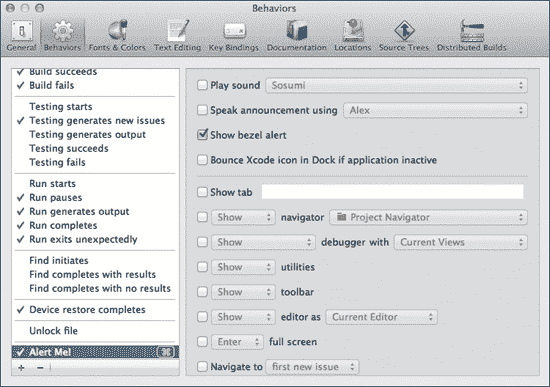 Behaviors
General Behaviors Fonts & Colors Text Editing Key Bindings Documentation Locations Source Trees Distributed Builds
Build succeeds
Build fails
Testing starts
Testing generates new issues
Testing generates output
Testing succeeds
Testing fails
Run starts
Run pauses
Run generates output
Run completes
Run exits unexpectedly
Find initiates
Find completes with results
Find completes with no results
Device restore completes
Unlock file
Alert Me! ⌘
+ −
Play sound Sosumi
Speak announcement using Alex
Show bezel alert
Bounce Xcode icon in Dock if application inactive
Show tab
Show navigator Project Navigator
Show debugger with Current Views
Show utilities
Show toolbar
Show editor as Current Editor
Enter full screen
Navigate to first new issue